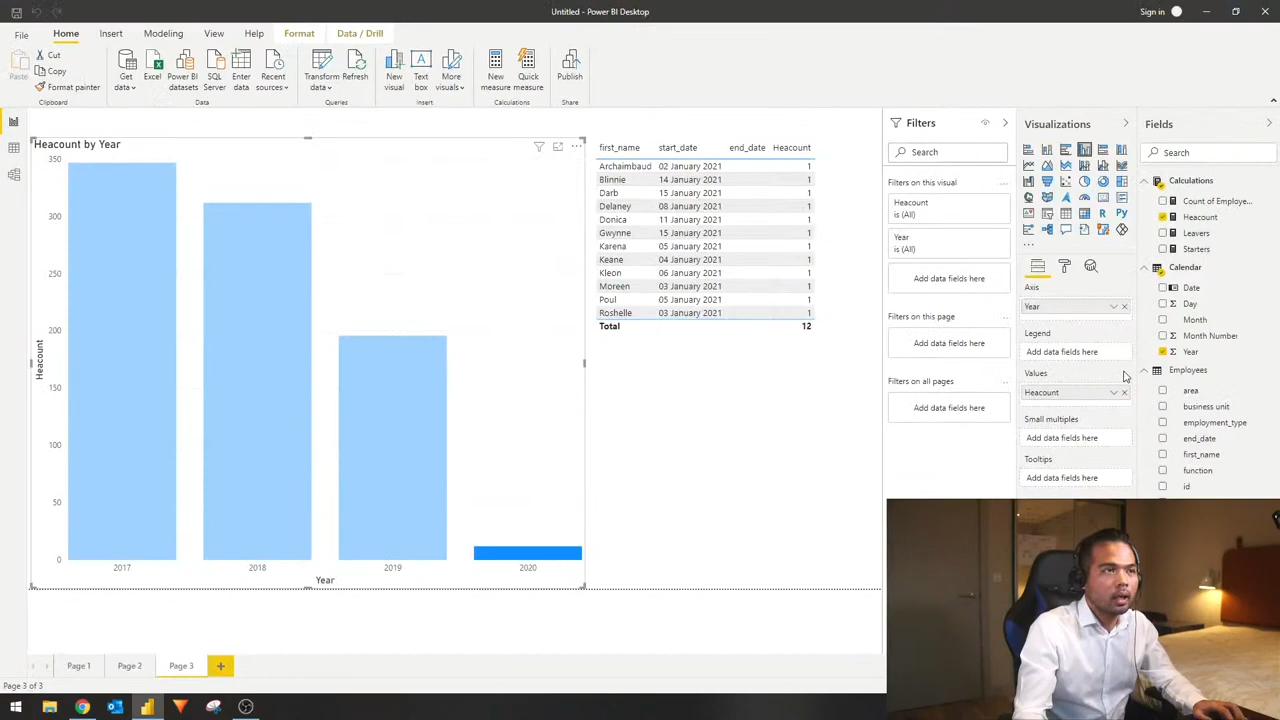 Untitled - Power BI Desktop
Sign in
File
Home
Insert
Modeling
View
Help
Format
Data / Drill
Paste
Cut
Copy
Format painter
Clipboard
Get data
Excel
Power BI datasets
SQL Server
Enter data
Recent sources
Data
Transform data
Refresh
Queries
New visual
Text box
More visuals
Insert
New measure
Quick measure
Calculations
Publish
Share
Heacount by Year
350
300
250
200
150
100
50
0
Heacount
2017
2018
2019
2020
Year
first_name start_date end_date Heacount
Archaimbaud 02 January 2021 1
Blinnie 14 January 2021 1
Darb 15 January 2021 1
Delaney 08 January 2021 1
Donica 11 January 2021 1
Gwynne 15 January 2021 1
Karena 05 January 2021 1
Keane 04 January 2021 1
Kleon 06 January 2021 1
Moreen 03 January 2021 1
Poul 05 January 2021 1
Roshelle 03 January 2021 1
Total 12
Filters
Search
Filters on this visual
...
Heacount
is (All)
Year
is (All)
Add data fields here
Filters on this page
...
Add data fields here
Filters on all pages
...
Add data fields here
Visualizations
R
Py
...
Axis
Year
Legend
Add data fields here
Values
Heacount
Small multiples
Add data fields here
Tooltips
Add data fields here
Fields
Search
Calculations
Count of Employe...
Heacount
Leavers
Starters
Calendar
Date
Day
Month
Month Number
Year
Employees
area
business unit
employment_type
end_date
first_name
function
id
Page 1
Page 2
Page 3
+
Page 3 of 3